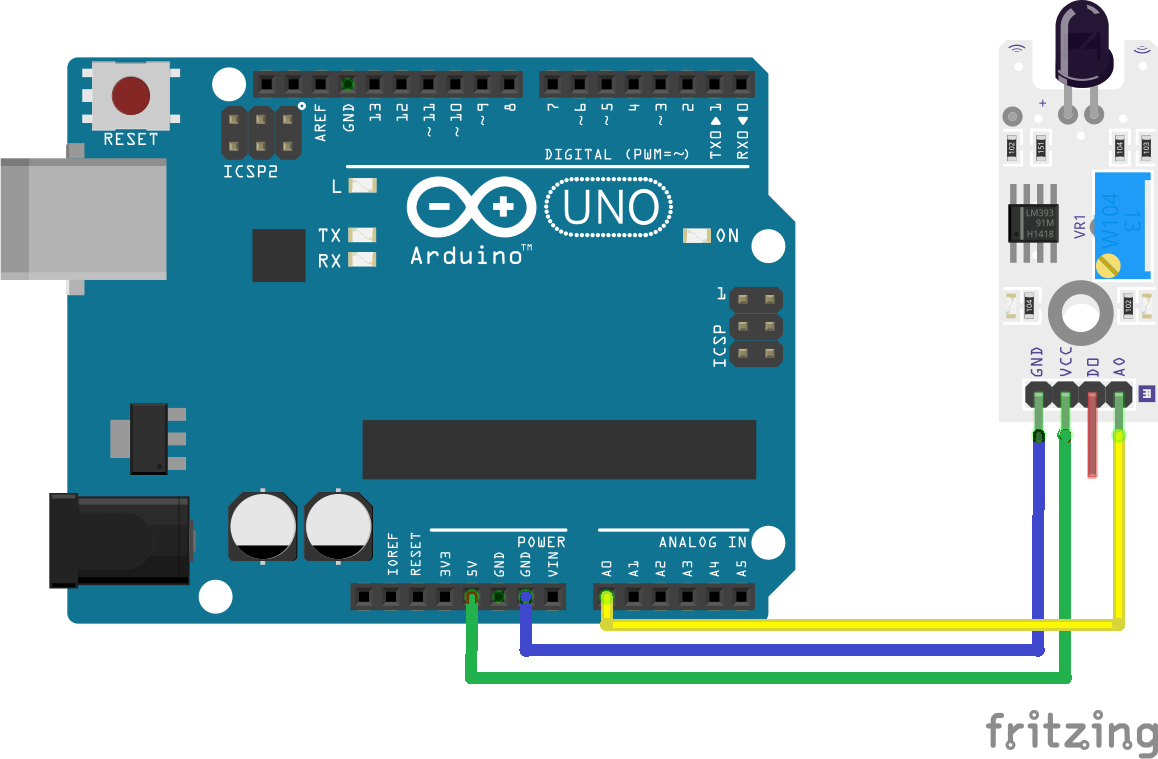 RESET
ICSP2
AREF
GND
13
12
~11
~10
~9
8
7
~6
~5
4
~3
2
TX0▶1
RX0◀0
DIGITAL (PWM=~)
L
TX
RX
UNO
Arduino™
ON
1
ICSP
IOREF
RESET
3V3
5V
GND
GND
VIN
POWER
ANALOG IN
A0
A1
A2
A3
A4
A5
+
102
151
104
103
LM393
91M
H1418
VR1
W104
13
104
102
GND
VCC
DO
AO
fritzing